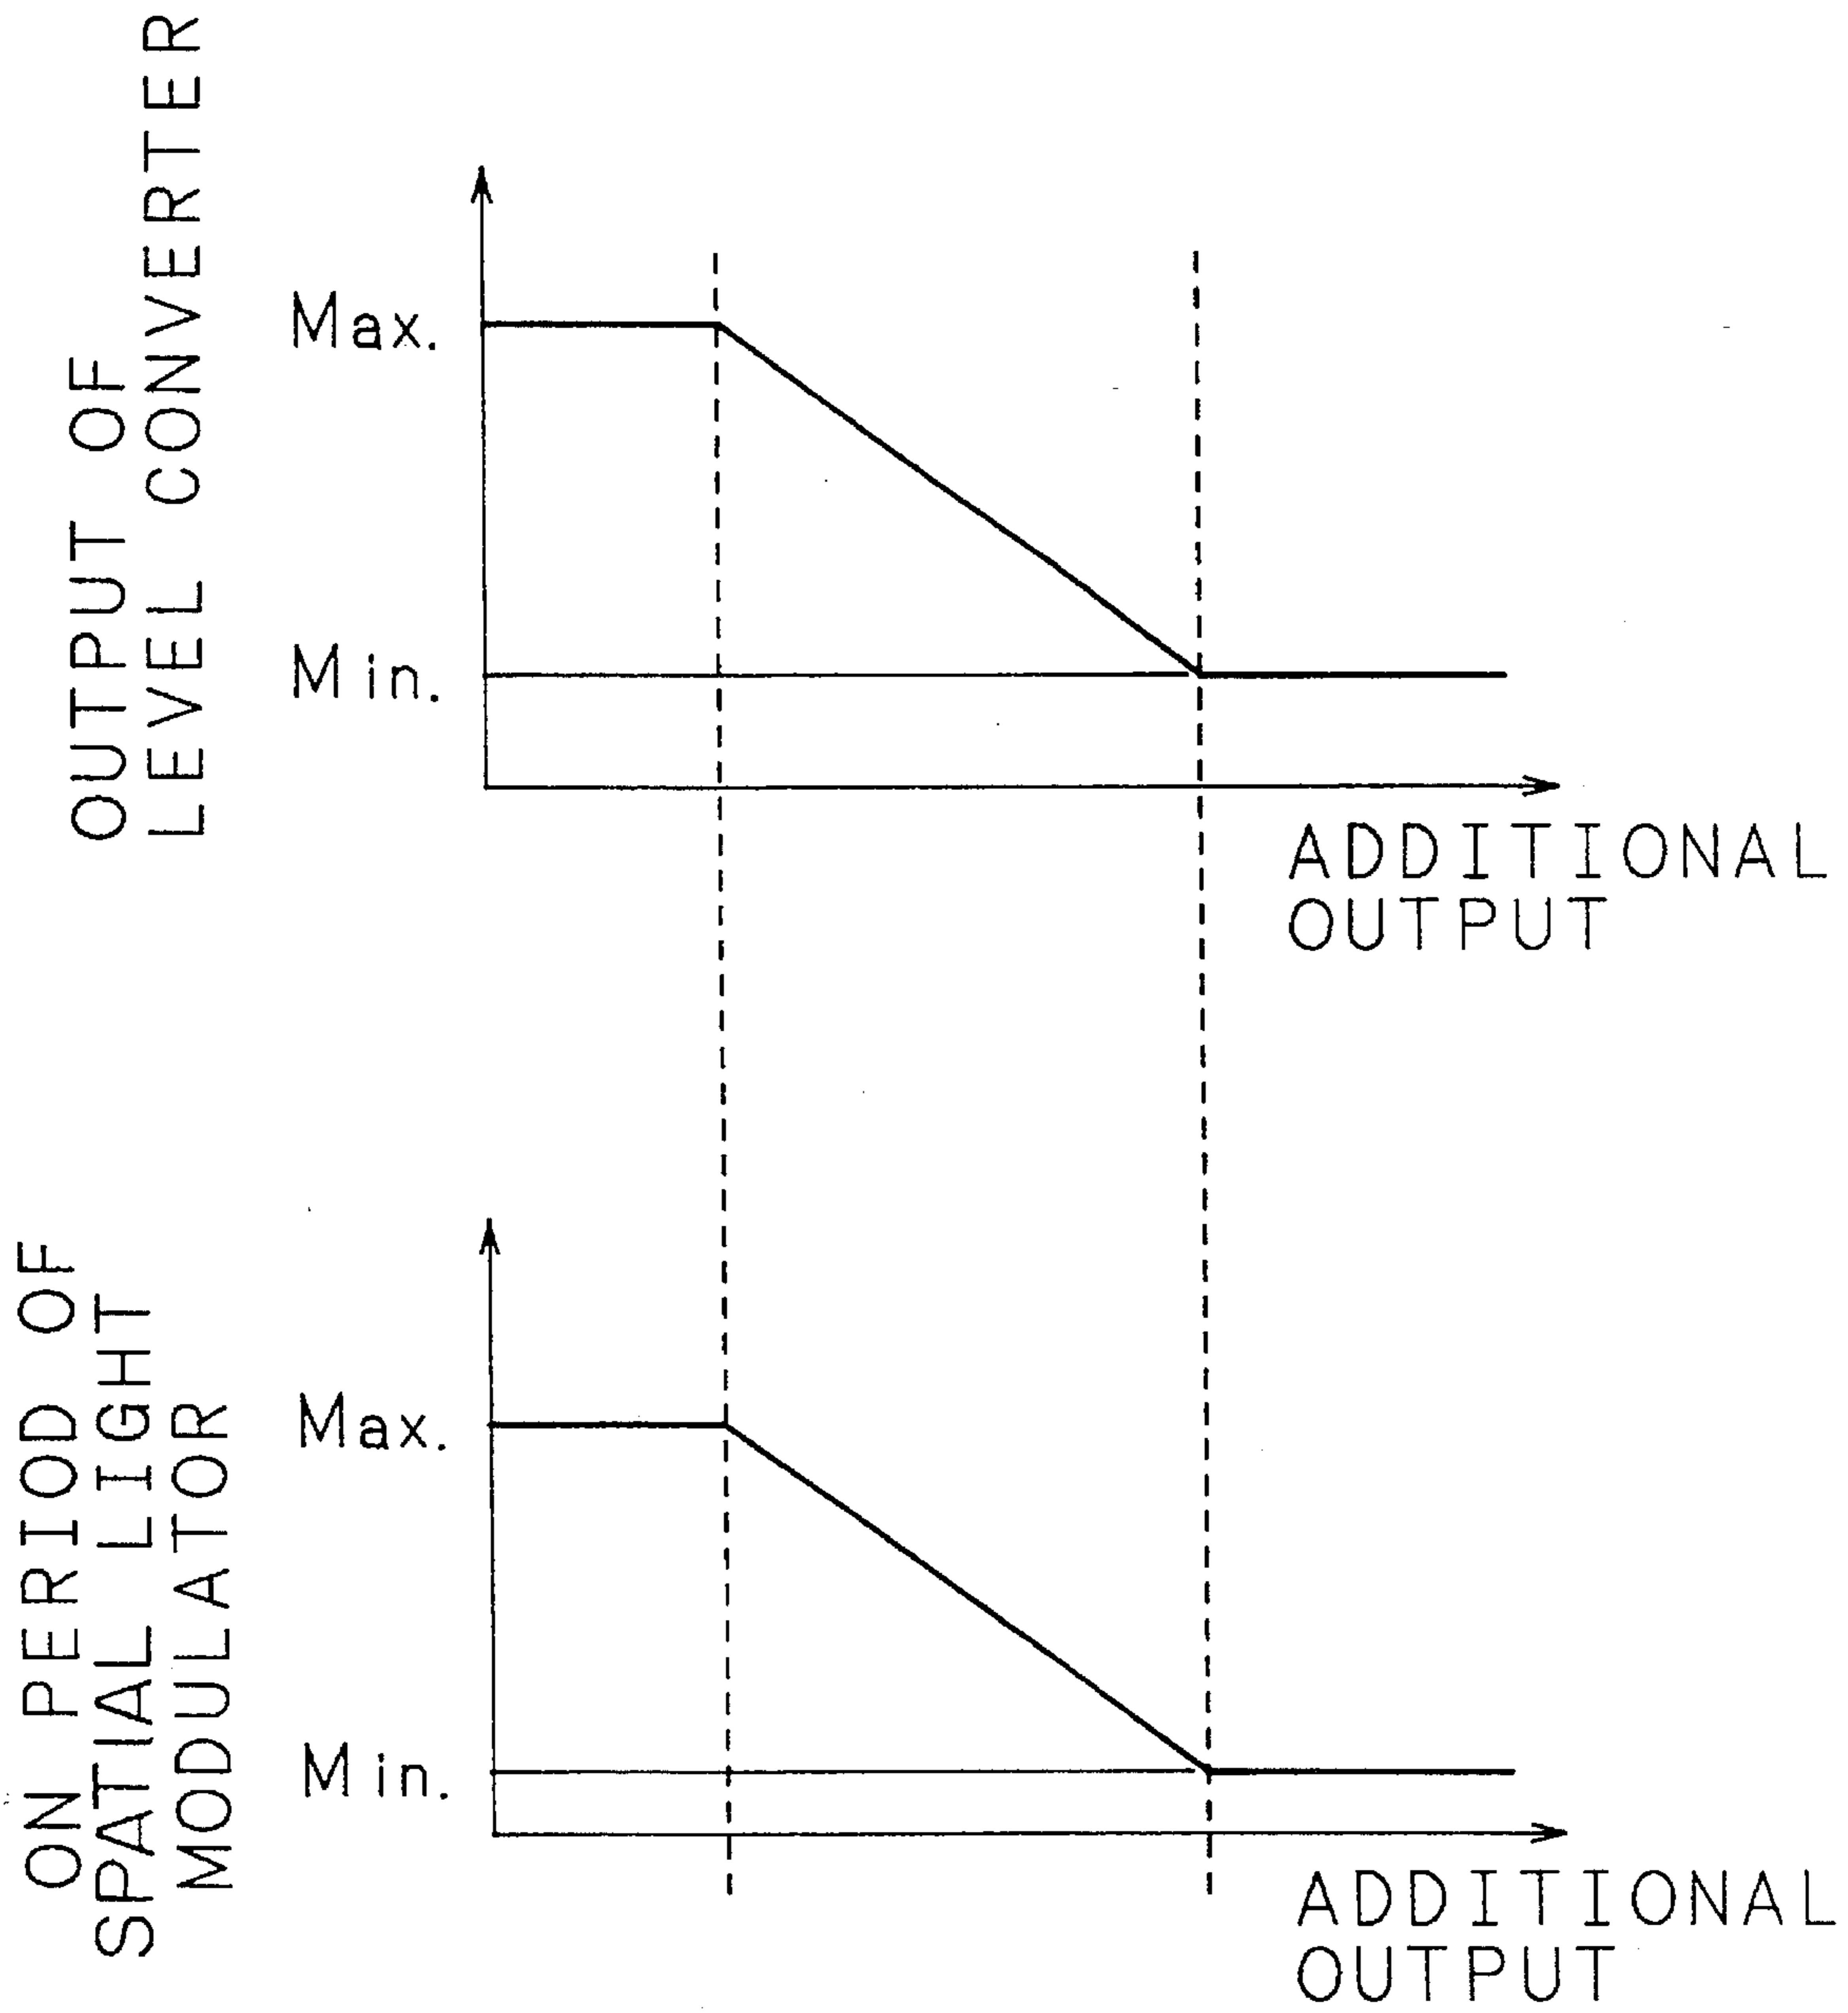 OUTPUT OF
LEVEL CONVERTER
Max.
Min.
ADDITIONAL
OUTPUT
ON PERIOD OF
SPATIAL LIGHT
MODULATOR
Max.
Min.
ADDITIONAL
OUTPUT